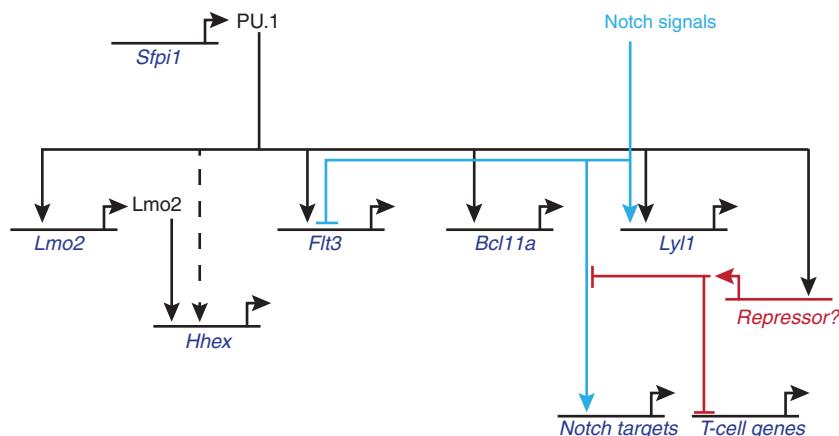 PU.1
Notch signals
Sfpi1
Lmo2
Lmo2
Flt3
Bcl11a
Lyl1
Repressor?
Hhex
Notch targets
T-cell genes